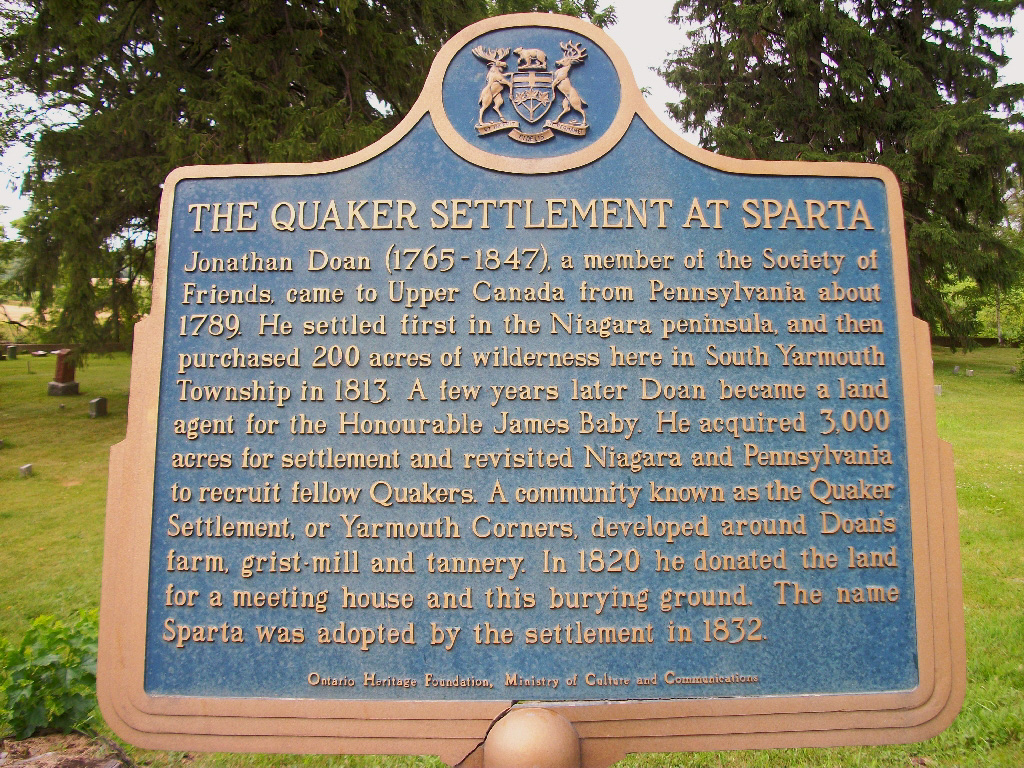 THE QUAKER SETTLEMENT AT SPARTA
Jonathan Doan (1765-1847), a member of the Society of
Friends, came to Upper Canada from Pennsylvania about
1789. He settled first in the Niagara peninsula, and then
purchased 200 acres of wilderness here in South Yarmouth
Township in 1813. A few years later Doan became a land
agent for the Honourable James Baby. He acquired 3,000
acres for settlement and revisited Niagara and Pennsylvania
to recruit fellow Quakers. A community known as the Quaker
Settlement, or Yarmouth Corners, developed around Doan's
farm, grist-mill and tannery. In 1820 he donated the land
for a meeting house and this burying ground. The name
Sparta was adopted by the settlement in 1832.
Ontario Heritage Foundation, Ministry of Culture and Communications